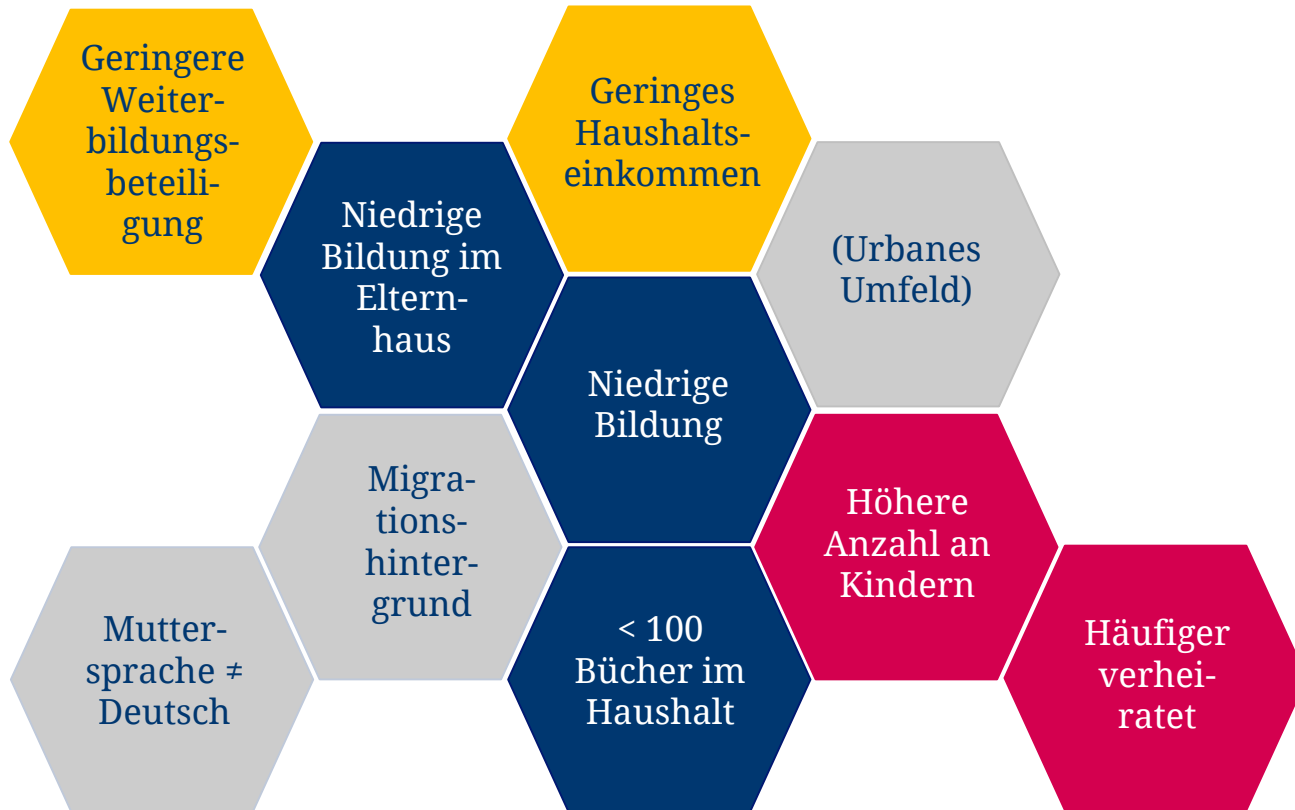 Geringere
Weiter-
bildungs-
beteili-
gung
Geringes
Haushalts-
einkommen
Niedrige
Bildung im
Eltern-
haus
(Urbanes
Umfeld)
Niedrige
Bildung
Migra-
tions-
hinter-
grund
Höhere
Anzahl an
Kindern
Mutter-
sprache ≠
Deutsch
< 100
Bücher im
Haushalt
Häufiger
verhei-
ratet